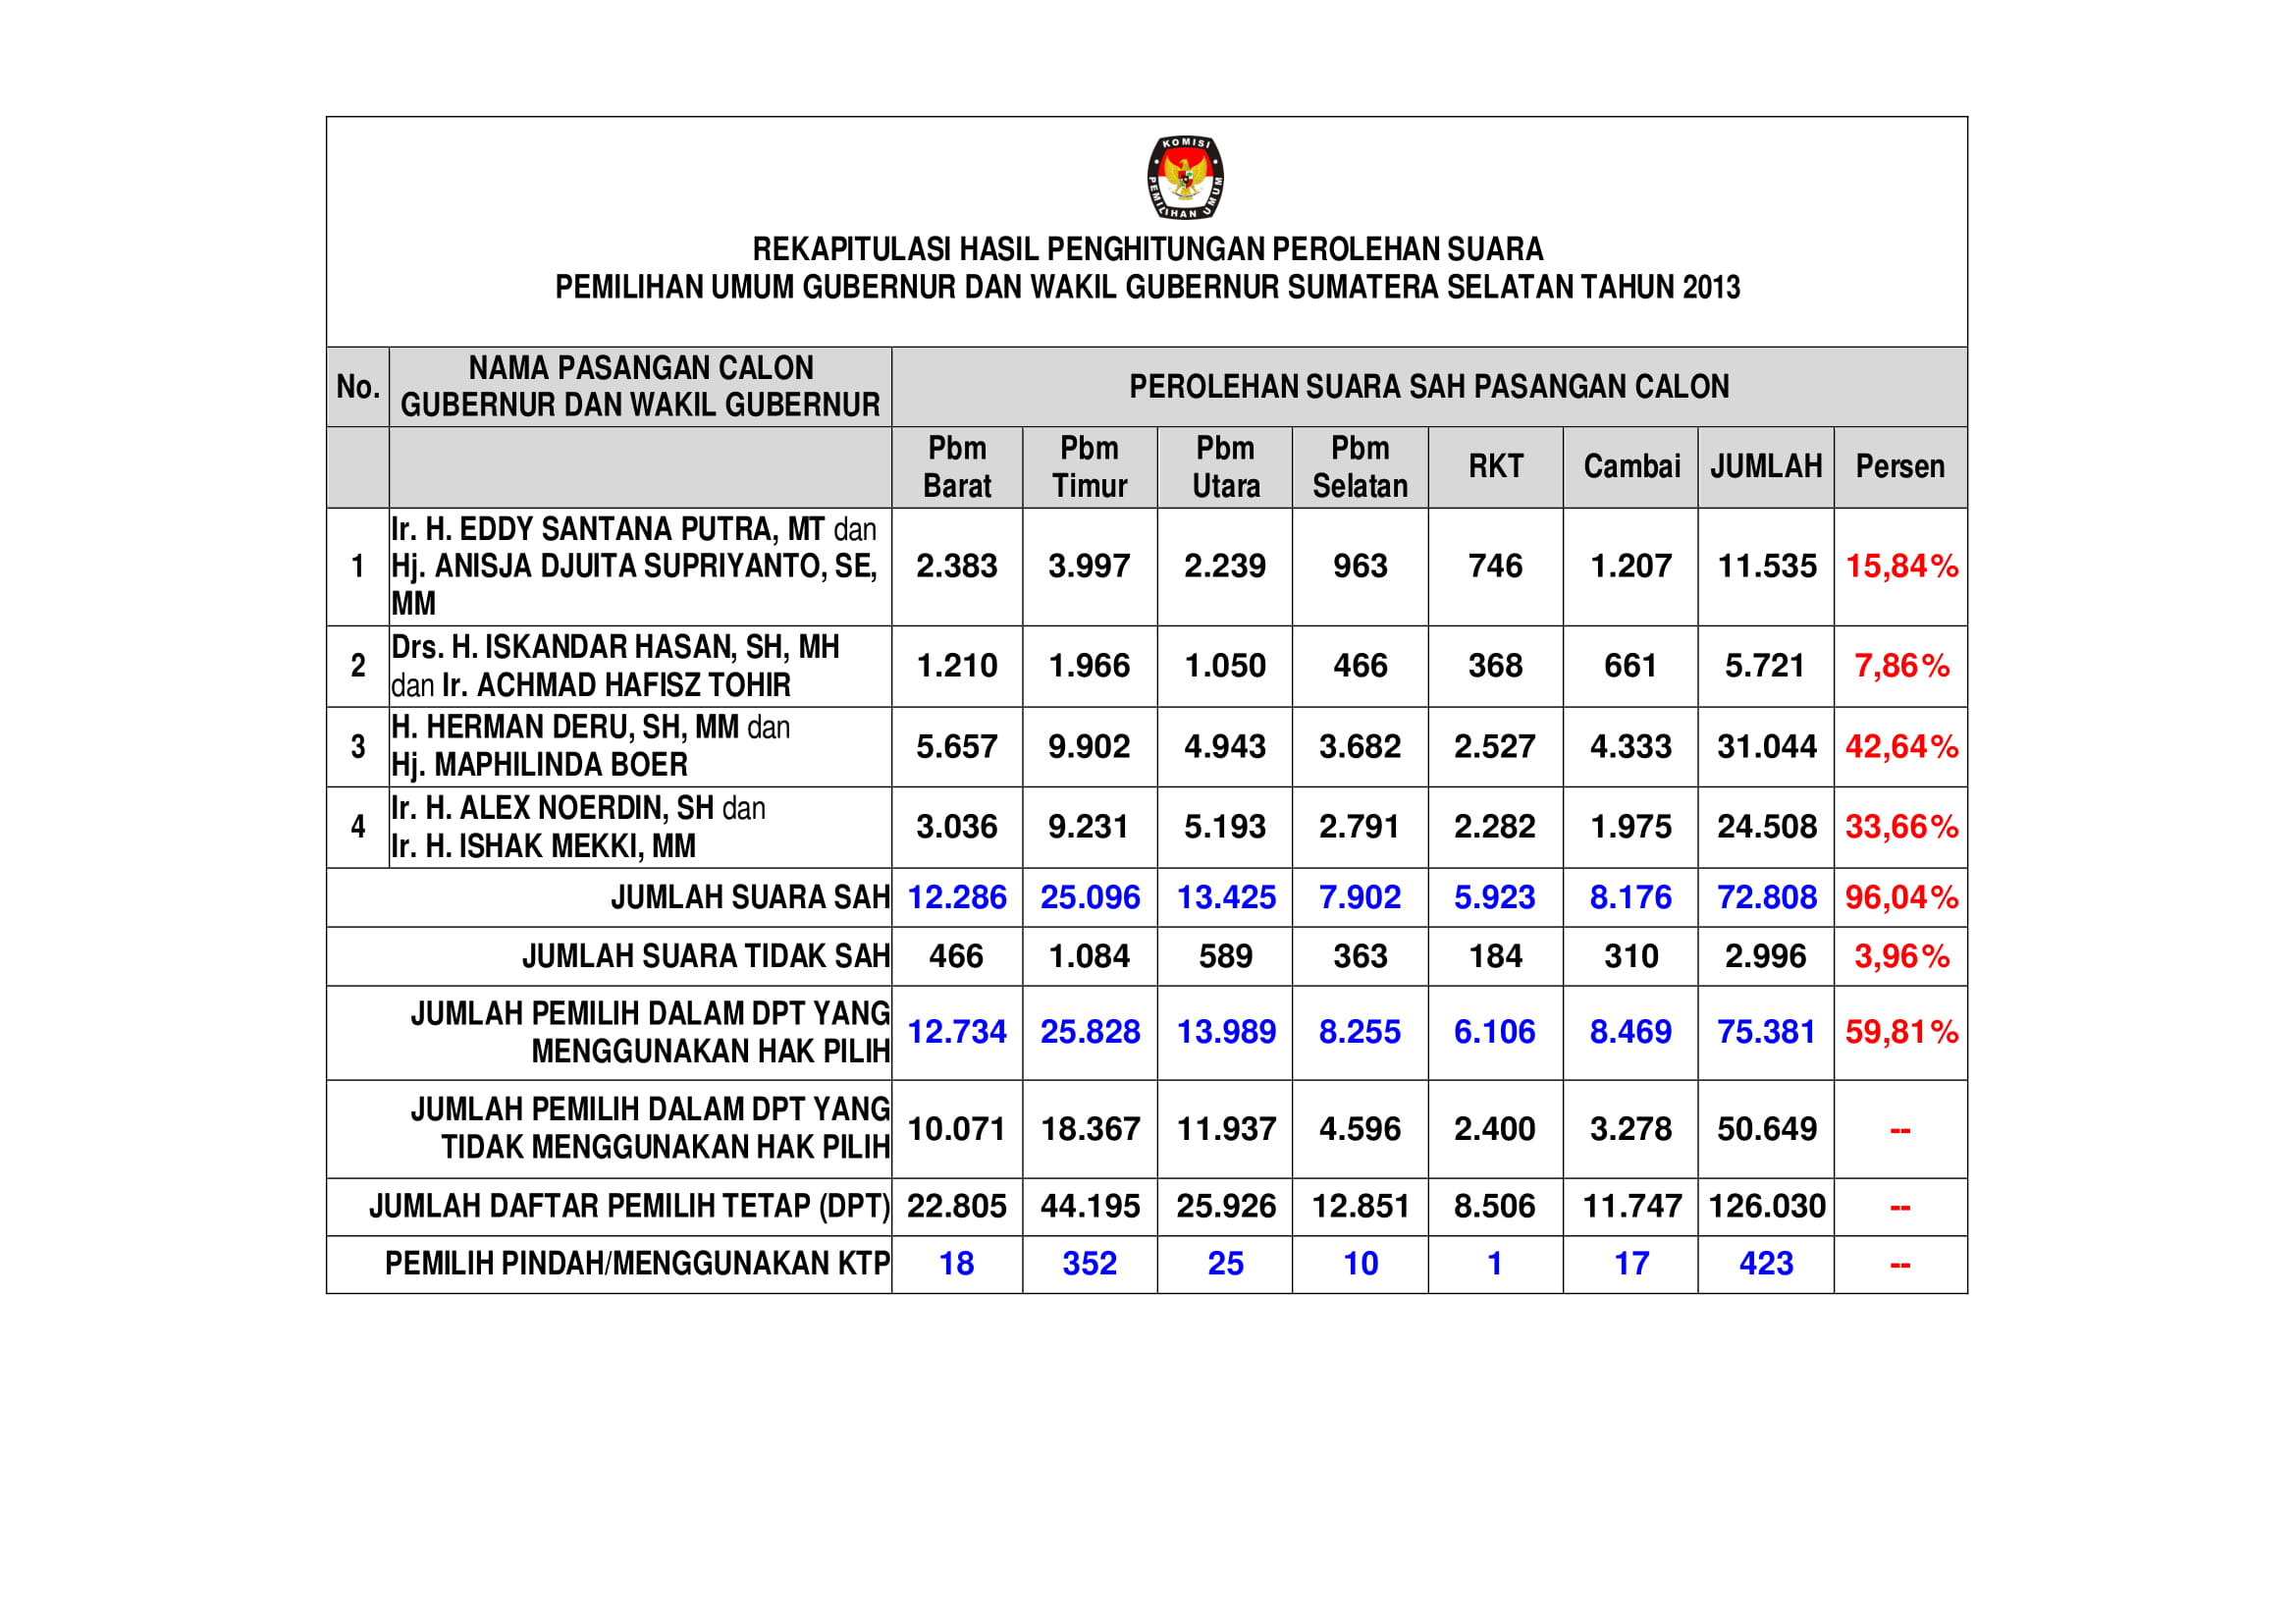 KOMISI
PEMILIHAN UMUM
REKAPITULASI HASIL PENGHITUNGAN PEROLEHAN SUARA
PEMILIHAN UMUM GUBERNUR DAN WAKIL GUBERNUR SUMATERA SELATAN TAHUN 2013
No. NAMA PASANGAN CALON GUBERNUR DAN WAKIL GUBERNUR PEROLEHAN SUARA SAH PASANGAN CALON
Pbm Barat Pbm Timur Pbm Utara Pbm Selatan RKT Cambai JUMLAH Persen
1 Ir. H. EDDY SANTANA PUTRA, MT dan
Hj. ANISJA DJUITA SUPRIYANTO, SE,
MM
2.383 3.997 2.239 963 746 1.207 11.535 15,84%
2 Drs. H. ISKANDAR HASAN, SH, MH
dan Ir. ACHMAD HAFISZ TOHIR
1.210 1.966 1.050 466 368 661 5.721 7,86%
3 H. HERMAN DERU, SH, MM dan
Hj. MAPHILINDA BOER
5.657 9.902 4.943 3.682 2.527 4.333 31.044 42,64%
4 Ir. H. ALEX NOERDIN, SH dan
Ir. H. ISHAK MEKKI, MM
3.036 9.231 5.193 2.791 2.282 1.975 24.508 33,66%
JUMLAH SUARA SAH 12.286 25.096 13.425 7.902 5.923 8.176 72.808 96,04%
JUMLAH SUARA TIDAK SAH 466 1.084 589 363 184 310 2.996 3,96%
JUMLAH PEMILIH DALAM DPT YANG
MENGGUNAKAN HAK PILIH
12.734 25.828 13.989 8.255 6.106 8.469 75.381 59,81%
JUMLAH PEMILIH DALAM DPT YANG
TIDAK MENGGUNAKAN HAK PILIH
10.071 18.367 11.937 4.596 2.400 3.278 50.649 --
JUMLAH DAFTAR PEMILIH TETAP (DPT) 22.805 44.195 25.926 12.851 8.506 11.747 126.030 --
PEMILIH PINDAH/MENGGUNAKAN KTP 18 352 25 10 1 17 423 --